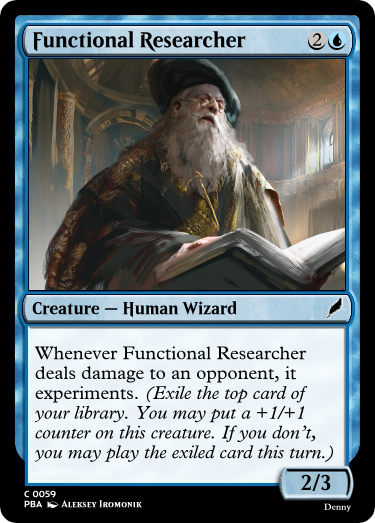 Functional Researcher 2
Creature — Human Wizard
Whenever Functional Researcher
deals damage to an opponent, it
experiments. (Exile the top card of
your library. You may put a +1/+1
counter on this creature. If you don't,
you may play the exiled card this turn.)
2/3
C 0059
PBA Aleksey Iromonik
Denny